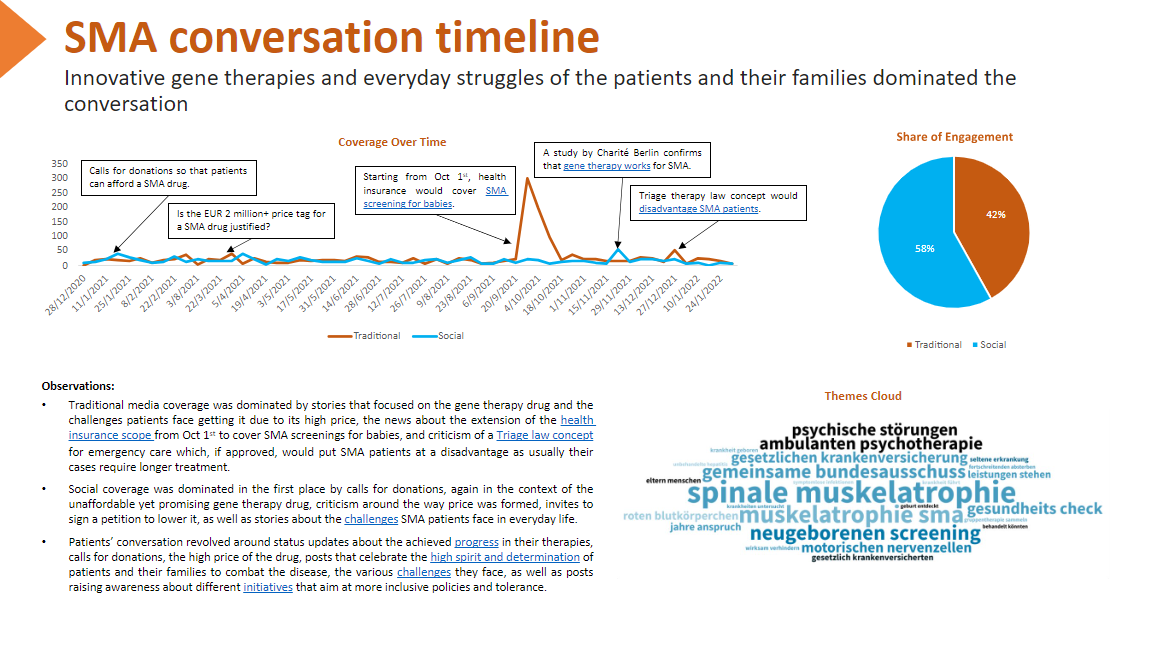 SMA conversation timeline
Innovative gene therapies and everyday struggles of the patients and their families dominated the
conversation
Coverage Over Time
350
300
250
200
150
100
50
0
Calls for donations so that patients
can afford a SMA drug.
Is the EUR 2 million+ price tag for
a SMA drug justified?
Starting from Oct 1st, health
insurance would cover SMA
screening for babies.
A study by Charité Berlin confirms
that gene therapy works for SMA.
Triage therapy law concept would
disadvantage SMA patients.
28/12/2020
11/1/2021
25/1/2021
8/2/2021
22/2/2021
3/8/2021
22/3/2021
5/4/2021
19/4/2021
3/5/2021
17/5/2021
31/5/2021
14/6/2021
28/6/2021
12/7/2021
26/7/2021
9/8/2021
23/8/2021
6/9/2021
20/9/2021
4/10/2021
18/10/2021
1/11/2021
15/11/2021
29/11/2021
13/12/2021
27/12/2021
10/1/2022
24/1/2022
Traditional
Social
Share of Engagement
42%
58%
Traditional
Social
Observations:
• Traditional media coverage was dominated by stories that focused on the gene therapy drug and the
challenges patients face getting it due to its high price, the news about the extension of the health
insurance scope from Oct 1st to cover SMA screenings for babies, and criticism of a Triage law concept
for emergency care which, if approved, would put SMA patients at a disadvantage as usually their
cases require longer treatment.
• Social coverage was dominated in the first place by calls for donations, again in the context of the
unaffordable yet promising gene therapy drug, criticism around the way price was formed, invites to
sign a petition to lower it, as well as stories about the challenges SMA patients face in everyday life.
• Patients’ conversation revolved around status updates about the achieved progress in their therapies,
calls for donations, the high price of the drug, posts that celebrate the high spirit and determination of
patients and their families to combat the disease, the various challenges they face, as well as posts
raising awareness about different initiatives that aim at more inclusive policies and tolerance.
Themes Cloud
psychische störungen
ambulanten psychotherapie
krankheit geboren
gesetzlichen krankenversicherung
seltene erkrankung
fortschreitenden absterben
gemeinsame bundesausschuss
leistungen stehen
eltern menschen
spinale muskelatrophie
krankheiten untersucht
geburt entdeckt
gesundheits check
roten blutkörperchen
muskelatrophie sma
jahre anspruch
behandelt könnten
neugeborenen screening
wirksam verhindern
motorischen nervenzellen
gesetzlich krankenversicherten